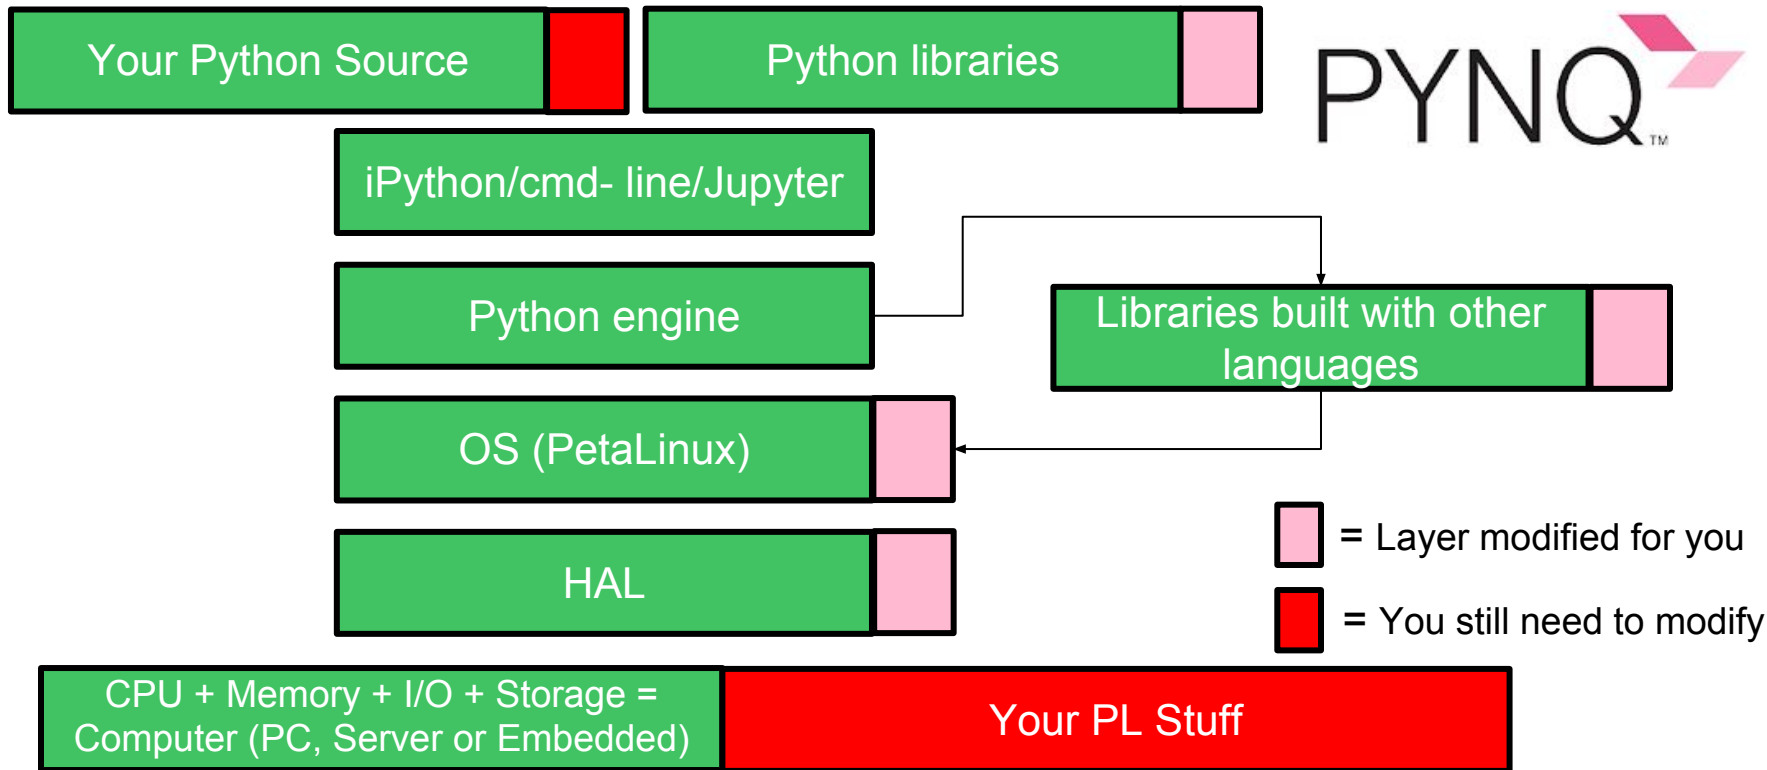 Your Python Source
Python libraries
PYNQ™
iPython/cmd- line/Jupyter
Python engine
Libraries built with other
languages
OS (PetaLinux)
= Layer modified for you
HAL
= You still need to modify
CPU + Memory + I/O + Storage =
Computer (PC, Server or Embedded)
Your PL Stuff